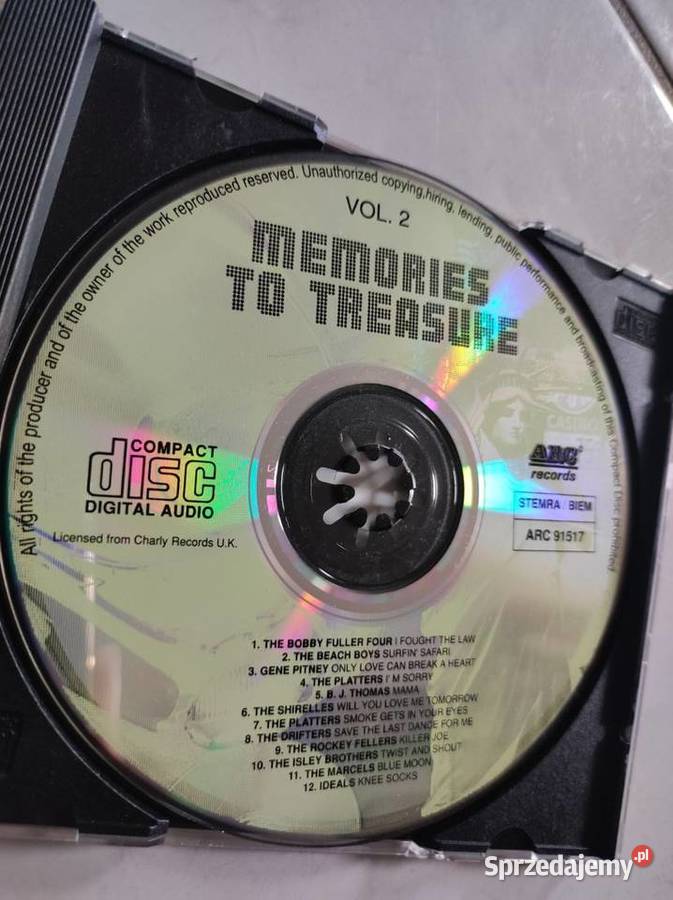 All rights of the producer and of the owner of the work reproduced reserved. Unauthorized copying,hiring, lending, public performance and broadcasting of this Compact Disc prohibited
VOL. 2
MEMORIES
TO TREASURE
COMPACT
disc
DIGITAL AUDIO
Licensed from Charly Records U.K.
ARC
records
STEMRA / BIEM
ARC 91517
1. THE BOBBY FULLER FOUR I FOUGHT THE LAW
2. THE BEACH BOYS SURFIN' SAFARI
3. GENE PITNEY ONLY LOVE CAN BREAK A HEART
4. THE PLATTERS I'M SORRY
5. B. J. THOMAS MAMA
6. THE SHIRELLES WILL YOU LOVE ME TOMORROW
7. THE PLATTERS SMOKE GETS IN YOUR EYES
8. THE DRIFTERS SAVE THE LAST DANCE FOR ME
9. THE ROCKEY FELLERS KILLER JOE
10. THE ISLEY BROTHERS TWIST AND SHOUT
11. THE MARCELS BLUE MOON
12. IDEALS KNEE SOCKS
Sprzedajemy.pl